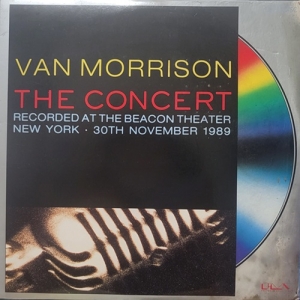 VAN MORRISON
THE CONCERT
RECORDED AT THE BEACON THEATER
NEW YORK · 30TH NOVEMBER 1989